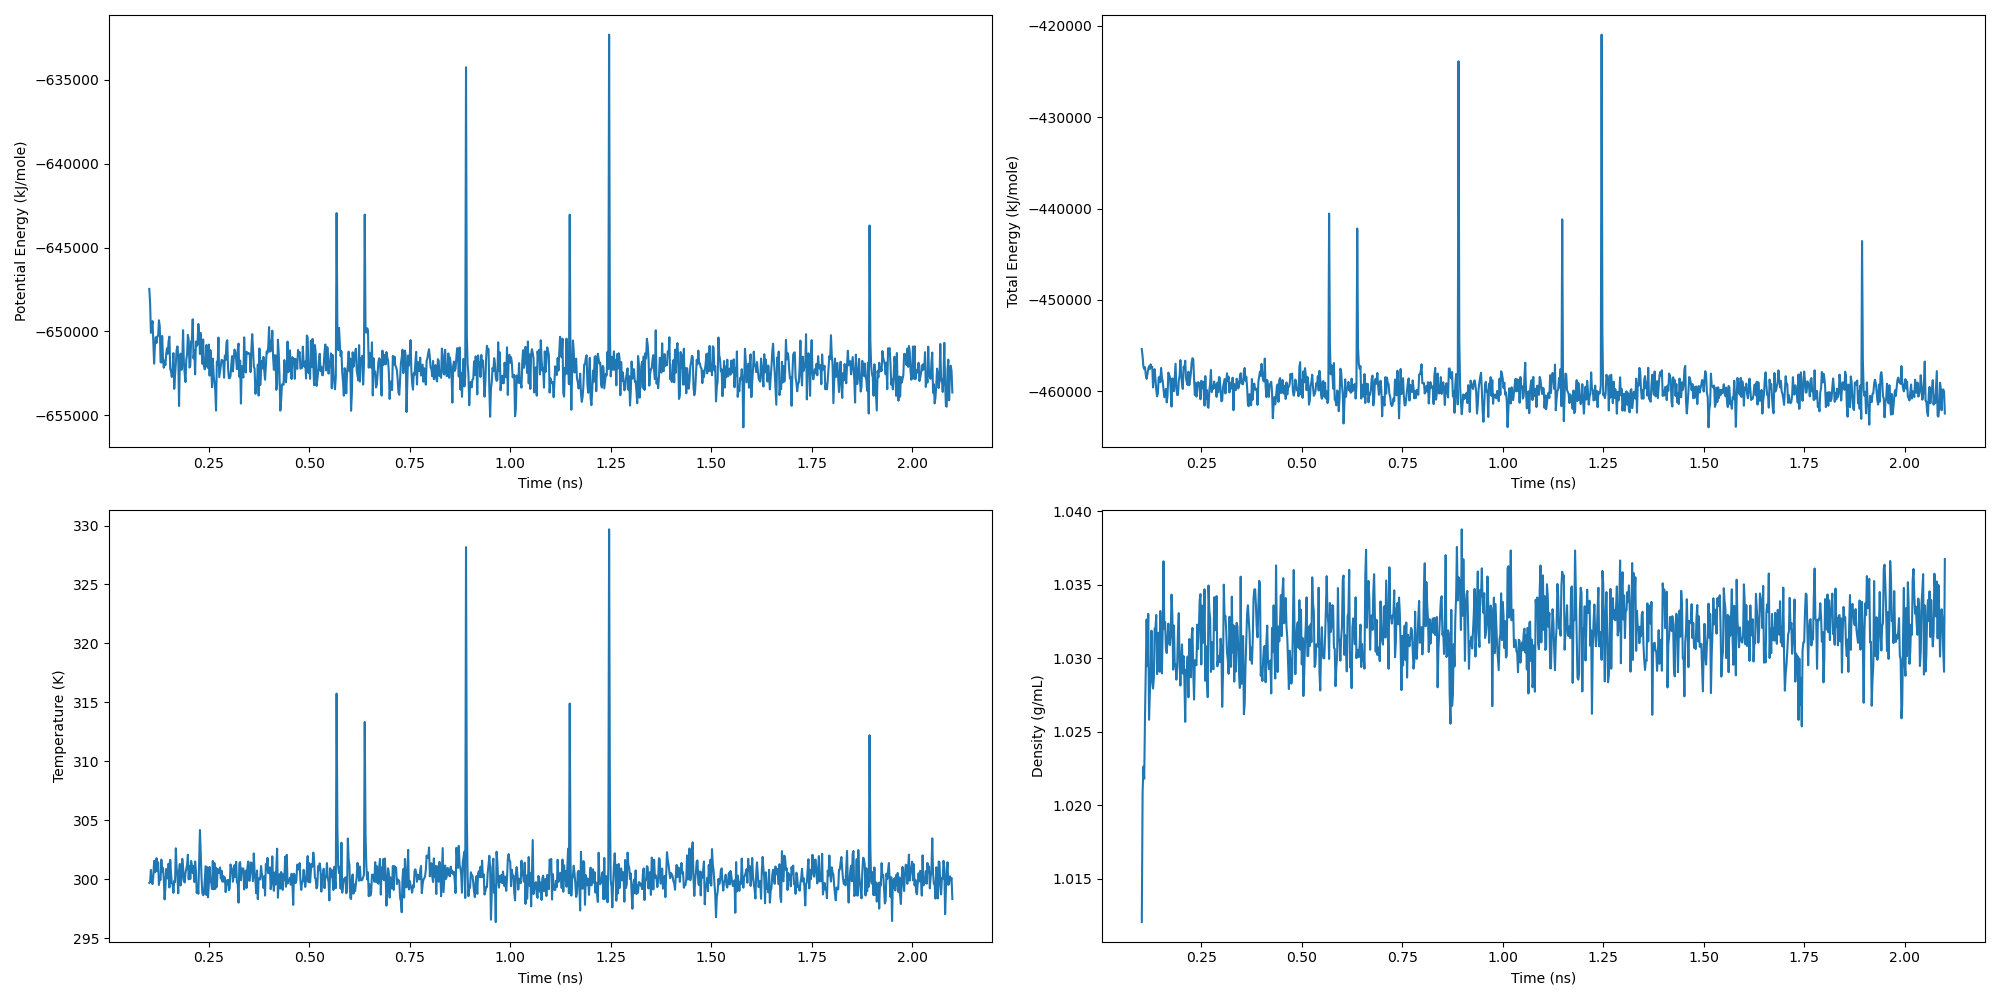 Potential Energy (kJ/mole)
−635000
−640000
−645000
−650000
−655000
0.25 0.50 0.75 1.00 1.25 1.50 1.75 2.00
Time (ns)
Total Energy (kJ/mole)
−420000
−430000
−440000
−450000
−460000
0.25 0.50 0.75 1.00 1.25 1.50 1.75 2.00
Time (ns)
Temperature (K)
330
325
320
315
310
305
300
295
0.25 0.50 0.75 1.00 1.25 1.50 1.75 2.00
Time (ns)
Density (g/mL)
1.040
1.035
1.030
1.025
1.020
1.015
0.25 0.50 0.75 1.00 1.25 1.50 1.75 2.00
Time (ns)